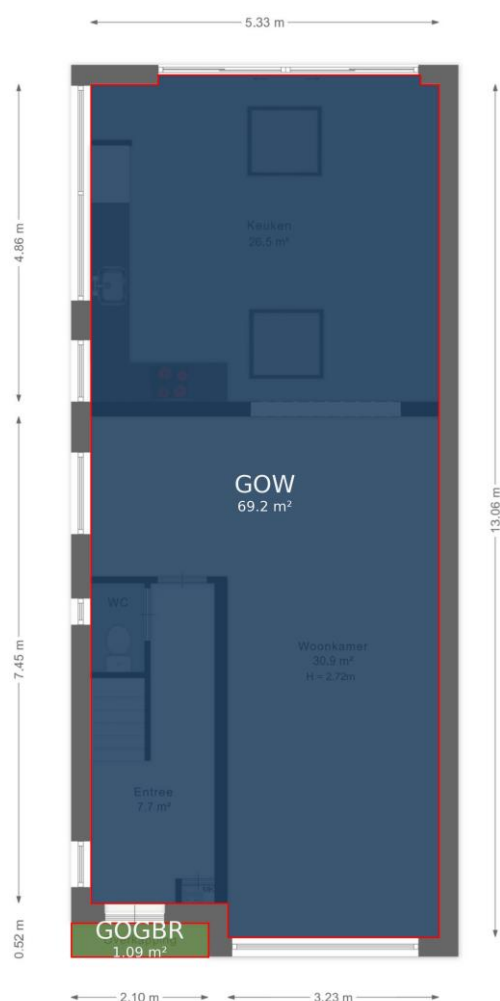 5.33 m
4.86 m
Keuken
26.5 m²
GOW
69.2 m²
13.06 m
WC
7.45 m
Woonkamer
30.9 m²
H = 2.72m
Entree
7.7 m²
GOGBR
1.09 m²
0.52 m
2.10 m
3.23 m